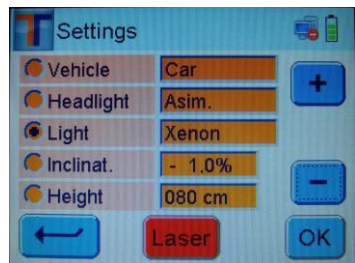 Settings
Vehicle Car
Headlight Asim.
Light Xenon
Inclinat. - 1.0%
Height 080 cm
+
-
Laser OK